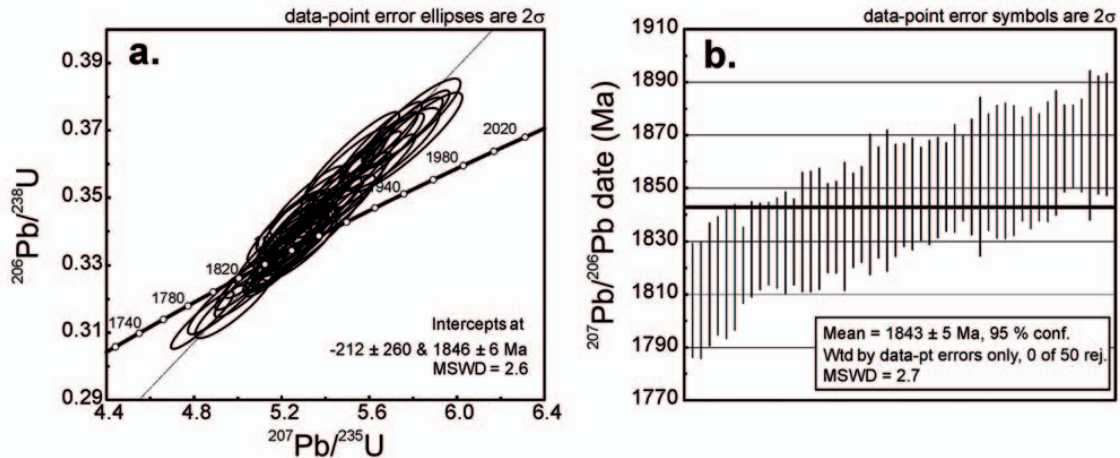 data-point error ellipses are 2σ
a.
0.39
0.37
0.35
0.33
0.31
0.29
²⁰⁶Pb/²³⁸U
1740
1780
1820
1940
1980
2020
Intercepts at
-212 ± 260 & 1846 ± 6 Ma
MSWD = 2.6
4.4
4.8
5.2
5.6
6.0
6.4
²⁰⁷Pb/²³⁵U
data-point error symbols are 2σ
b.
1910
1890
1870
1850
1830
1810
1790
1770
²⁰⁷Pb/²⁰⁶Pb date (Ma)
Mean = 1843 ± 5 Ma, 95 % conf.
Wtd by data-pt errors only, 0 of 50 rej.
MSWD = 2.7